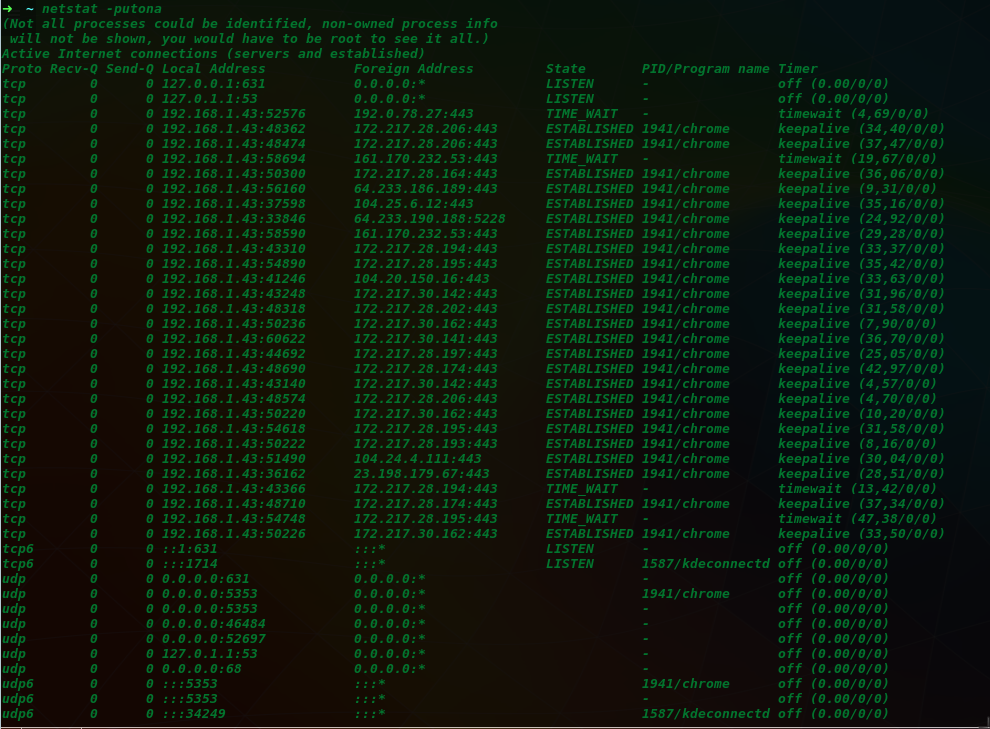 ➜  ~ netstat -putona
(Not all processes could be identified, non-owned process info
 will not be shown, you would have to be root to see it all.)
Active Internet connections (servers and established)
Proto Recv-Q Send-Q Local Address           Foreign Address         State       PID/Program name Timer
tcp        0      0 127.0.0.1:631           0.0.0.0:*               LISTEN      -                off (0.00/0/0)
tcp        0      0 127.0.1.1:53            0.0.0.0:*               LISTEN      -                off (0.00/0/0)
tcp        0      0 192.168.1.43:52576      192.0.78.27:443         TIME_WAIT   -                timewait (4,69/0/0)
tcp        0      0 192.168.1.43:48362      172.217.28.206:443      ESTABLISHED 1941/chrome      keepalive (34,40/0/0)
tcp        0      0 192.168.1.43:48474      172.217.28.206:443      ESTABLISHED 1941/chrome      keepalive (37,47/0/0)
tcp        0      0 192.168.1.43:58694      161.170.232.53:443      TIME_WAIT   -                timewait (19,67/0/0)
tcp        0      0 192.168.1.43:50300      172.217.28.164:443      ESTABLISHED 1941/chrome      keepalive (36,06/0/0)
tcp        0      0 192.168.1.43:56160      64.233.186.189:443      ESTABLISHED 1941/chrome      keepalive (9,31/0/0)
tcp        0      0 192.168.1.43:37598      104.25.6.12:443         ESTABLISHED 1941/chrome      keepalive (35,16/0/0)
tcp        0      0 192.168.1.43:33846      64.233.190.188:5228     ESTABLISHED 1941/chrome      keepalive (24,92/0/0)
tcp        0      0 192.168.1.43:58590      161.170.232.53:443      ESTABLISHED 1941/chrome      keepalive (29,28/0/0)
tcp        0      0 192.168.1.43:43310      172.217.28.194:443      ESTABLISHED 1941/chrome      keepalive (33,37/0/0)
tcp        0      0 192.168.1.43:54890      172.217.28.195:443      ESTABLISHED 1941/chrome      keepalive (35,42/0/0)
tcp        0      0 192.168.1.43:41246      104.20.150.16:443       ESTABLISHED 1941/chrome      keepalive (33,63/0/0)
tcp        0      0 192.168.1.43:43248      172.217.30.142:443      ESTABLISHED 1941/chrome      keepalive (31,96/0/0)
tcp        0      0 192.168.1.43:48318      172.217.28.202:443      ESTABLISHED 1941/chrome      keepalive (31,58/0/0)
tcp        0      0 192.168.1.43:50236      172.217.30.162:443      ESTABLISHED 1941/chrome      keepalive (7,90/0/0)
tcp        0      0 192.168.1.43:60622      172.217.30.141:443      ESTABLISHED 1941/chrome      keepalive (36,70/0/0)
tcp        0      0 192.168.1.43:44692      172.217.28.197:443      ESTABLISHED 1941/chrome      keepalive (25,05/0/0)
tcp        0      0 192.168.1.43:48690      172.217.28.174:443      ESTABLISHED 1941/chrome      keepalive (42,97/0/0)
tcp        0      0 192.168.1.43:43140      172.217.30.142:443      ESTABLISHED 1941/chrome      keepalive (4,57/0/0)
tcp        0      0 192.168.1.43:48574      172.217.28.206:443      ESTABLISHED 1941/chrome      keepalive (4,70/0/0)
tcp        0      0 192.168.1.43:50220      172.217.30.162:443      ESTABLISHED 1941/chrome      keepalive (10,20/0/0)
tcp        0      0 192.168.1.43:54618      172.217.28.195:443      ESTABLISHED 1941/chrome      keepalive (31,58/0/0)
tcp        0      0 192.168.1.43:50222      172.217.28.193:443      ESTABLISHED 1941/chrome      keepalive (8,16/0/0)
tcp        0      0 192.168.1.43:51490      104.24.4.111:443        ESTABLISHED 1941/chrome      keepalive (30,04/0/0)
tcp        0      0 192.168.1.43:36162      23.198.179.67:443       ESTABLISHED 1941/chrome      keepalive (28,51/0/0)
tcp        0      0 192.168.1.43:43366      172.217.28.194:443      TIME_WAIT   -                timewait (13,42/0/0)
tcp        0      0 192.168.1.43:48710      172.217.28.174:443      ESTABLISHED 1941/chrome      keepalive (37,34/0/0)
tcp        0      0 192.168.1.43:54748      172.217.28.195:443      TIME_WAIT   -                timewait (47,38/0/0)
tcp        0      0 192.168.1.43:50226      172.217.30.162:443      ESTABLISHED 1941/chrome      keepalive (33,50/0/0)
tcp6       0      0 ::1:631                 :::*                    LISTEN      -                off (0.00/0/0)
tcp6       0      0 :::1714                 :::*                    LISTEN      1587/kdeconnectd off (0.00/0/0)
udp        0      0 0.0.0.0:631             0.0.0.0:*                           -                off (0.00/0/0)
udp        0      0 0.0.0.0:5353            0.0.0.0:*                           1941/chrome      off (0.00/0/0)
udp        0      0 0.0.0.0:5353            0.0.0.0:*                           -                off (0.00/0/0)
udp        0      0 0.0.0.0:46484           0.0.0.0:*                           -                off (0.00/0/0)
udp        0      0 0.0.0.0:52697           0.0.0.0:*                           -                off (0.00/0/0)
udp        0      0 127.0.1.1:53            0.0.0.0:*                           -                off (0.00/0/0)
udp        0      0 0.0.0.0:68              0.0.0.0:*                           -                off (0.00/0/0)
udp6       0      0 :::5353                 :::*                                1941/chrome      off (0.00/0/0)
udp6       0      0 :::5353                 :::*                                -                off (0.00/0/0)
udp6       0      0 :::34249                :::*                                1587/kdeconnectd off (0.00/0/0)